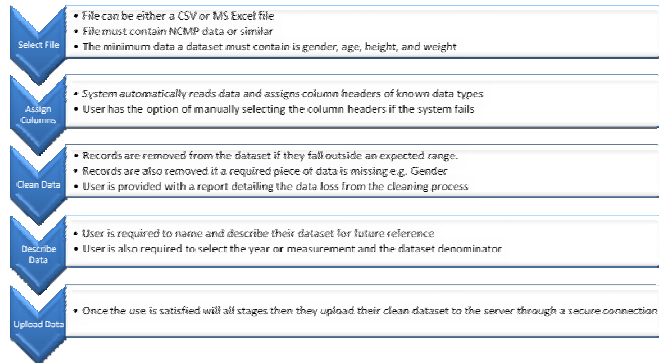 Select File
• File can be either a CSV or MS Excel file
• File must contain NCMP data or similar
• The minimum data a dataset must contain is gender, age, height, and weight
Assign
Columns
• System automatically reads data and assigns column headers of known data types
• User has the option of manually selecting the column headers if the system fails
Clean Data
• Records are removed from the dataset if they fall outside an expected range.
• Records are also removed if a required piece of data is missing e.g. Gender
• User is provided with a report detailing the data loss from the cleaning process
Describe
Data
• User is required to name and describe their dataset for future reference
• User is also required to select the year or measurement and the dataset denominator
Upload Data
• Once the use is satisfied will all stages then they upload their clean dataset to the server through a secure connection